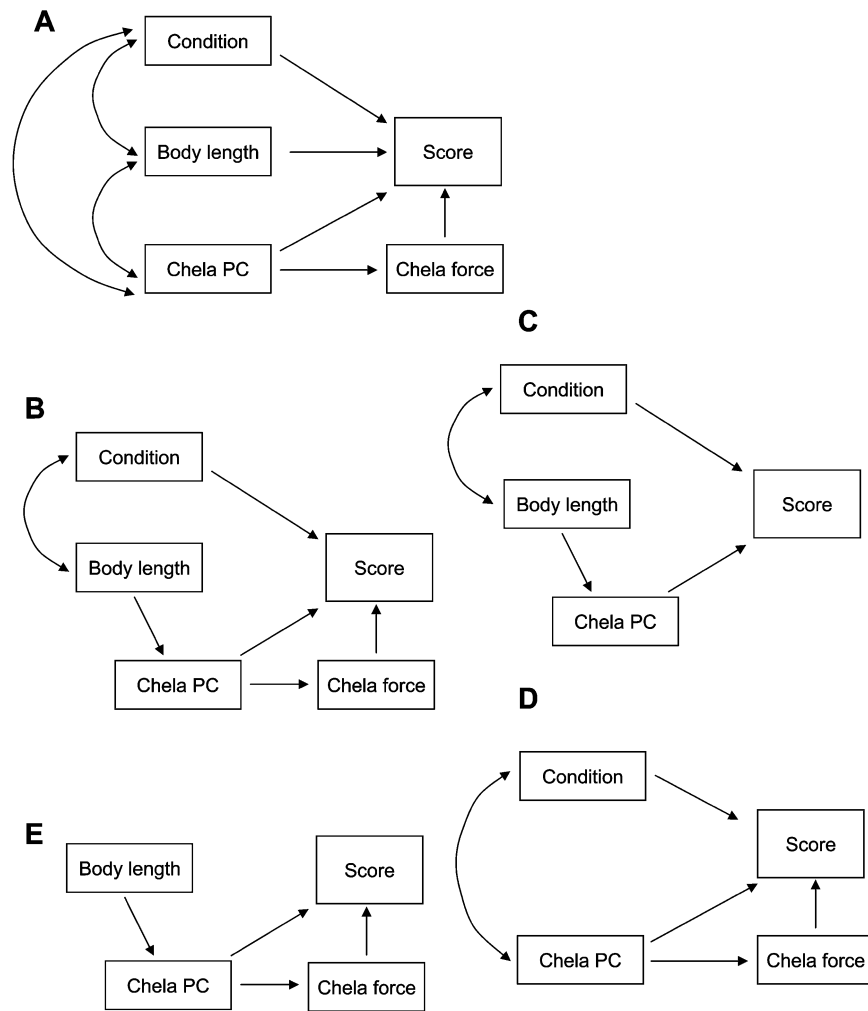 A
Condition
Body length
Score
Chela PC
Chela force
C
Condition
Body length
Score
Chela PC
B
Condition
Body length
Score
Chela PC
Chela force
D
Condition
Score
Chela PC
Chela force
E
Body length
Score
Chela PC
Chela force